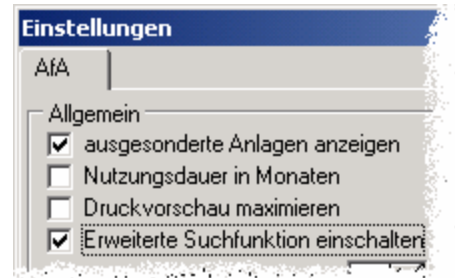 Einstellungen
AfA
Allgemein
ausgesonderte Anlagen anzeigen
Nutzungsdauer in Monaten
Druckvorschau maximieren
Erweiterte Suchfunktion einschalten